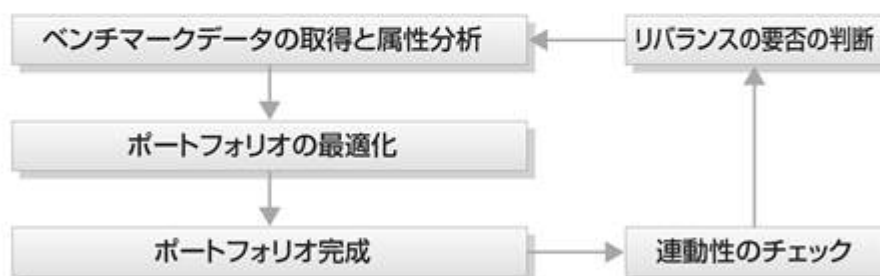 ベンチマークデータの取得と属性分析
リバランスの要否の判断
ポートフォリオの最適化
ポートフォリオ完成
連動性のチェック